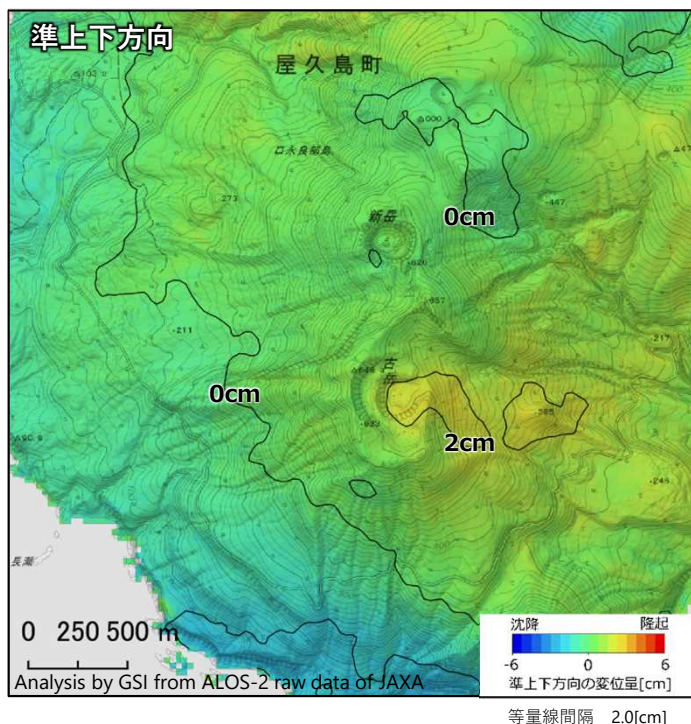 準上下方向
屋久島町
口永良部島
新岳
0cm
古岳
0cm
2cm
長瀬
0 250 500 m
沈降 隆起
-6 0 6
準上下方向の変位量[cm]
Analysis by GSI from ALOS-2 raw data of JAXA
等量線間隔 2.0[cm]